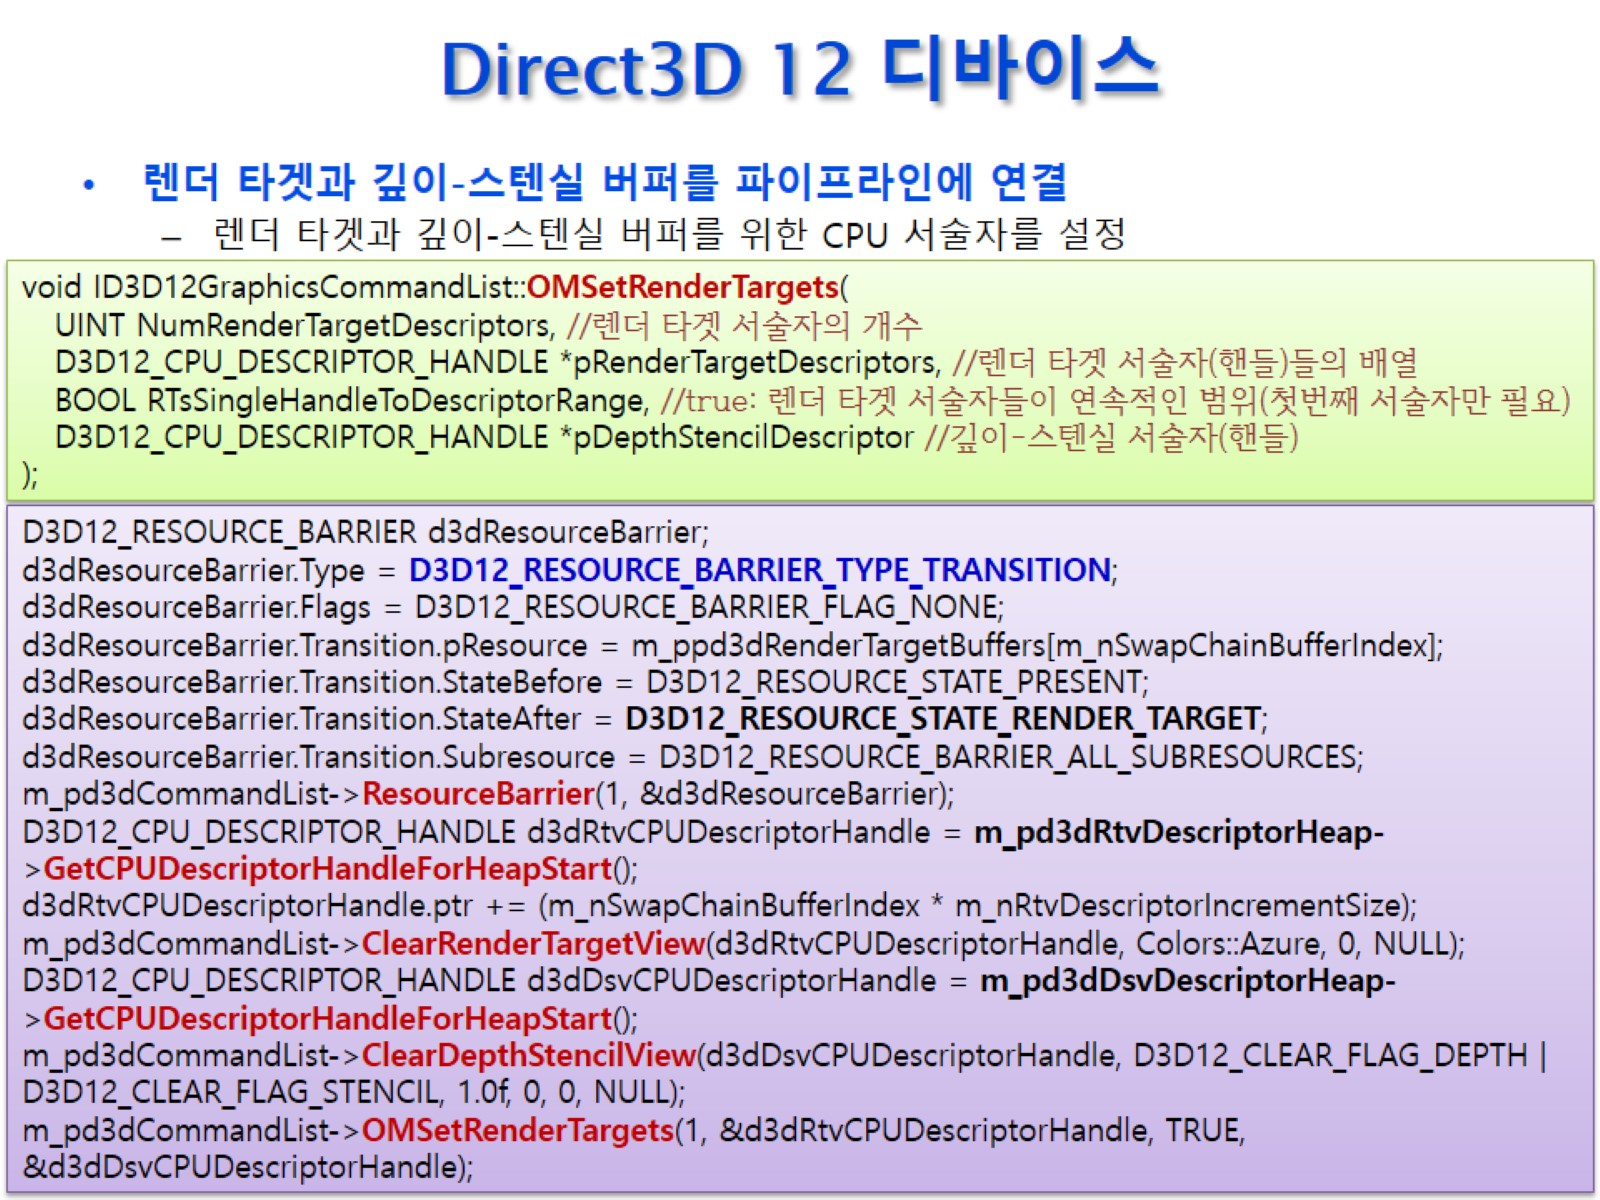 Direct3D 12 디바이스
• 렌더 타겟과 깊이-스텐실 버퍼를 파이프라인에 연결
– 렌더 타겟과 깊이-스텐실 버퍼를 위한 CPU 서술자를 설정
void ID3D12GraphicsCommandList::OMSetRenderTargets(
UINT NumRenderTargetDescriptors, //렌더 타겟 서술자의 개수
D3D12_CPU_DESCRIPTOR_HANDLE *pRenderTargetDescriptors, //렌더 타겟 서술자(핸들)들의 배열
BOOL RTsSingleHandleToDescriptorRange, //true: 렌더 타겟 서술자들이 연속적인 범위(첫번째 서술자만 필요)
D3D12_CPU_DESCRIPTOR_HANDLE *pDepthStencilDescriptor //깊이-스텐실 서술자(핸들)
);
D3D12_RESOURCE_BARRIER d3dResourceBarrier;
d3dResourceBarrier.Type = D3D12_RESOURCE_BARRIER_TYPE_TRANSITION;
d3dResourceBarrier.Flags = D3D12_RESOURCE_BARRIER_FLAG_NONE;
d3dResourceBarrier.Transition.pResource = m_ppd3dRenderTargetBuffers[m_nSwapChainBufferIndex];
d3dResourceBarrier.Transition.StateBefore = D3D12_RESOURCE_STATE_PRESENT;
d3dResourceBarrier.Transition.StateAfter = D3D12_RESOURCE_STATE_RENDER_TARGET;
d3dResourceBarrier.Transition.Subresource = D3D12_RESOURCE_BARRIER_ALL_SUBRESOURCES;
m_pd3dCommandList->ResourceBarrier(1, &d3dResourceBarrier);
D3D12_CPU_DESCRIPTOR_HANDLE d3dRtvCPUDescriptorHandle = m_pd3dRtvDescriptorHeap-
>GetCPUDescriptorHandleForHeapStart();
d3dRtvCPUDescriptorHandle.ptr += (m_nSwapChainBufferIndex * m_nRtvDescriptorIncrementSize);
m_pd3dCommandList->ClearRenderTargetView(d3dRtvCPUDescriptorHandle, Colors::Azure, 0, NULL);
D3D12_CPU_DESCRIPTOR_HANDLE d3dDsvCPUDescriptorHandle = m_pd3dDsvDescriptorHeap-
>GetCPUDescriptorHandleForHeapStart();
m_pd3dCommandList->ClearDepthStencilView(d3dDsvCPUDescriptorHandle, D3D12_CLEAR_FLAG_DEPTH |
D3D12_CLEAR_FLAG_STENCIL, 1.0f, 0, 0, NULL);
m_pd3dCommandList->OMSetRenderTargets(1, &d3dRtvCPUDescriptorHandle, TRUE,
&d3dDsvCPUDescriptorHandle);